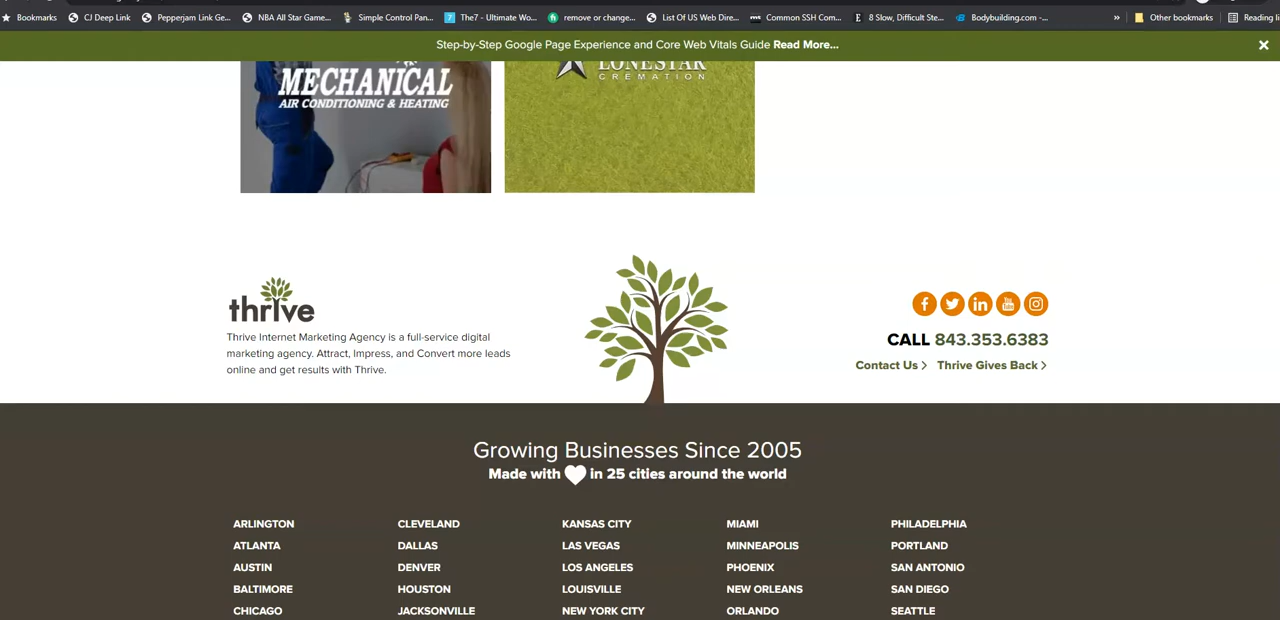 Bookmarks
CJ Deep Link
Pepperjam Link Ge...
NBA All Star Game...
Simple Control Pan...
The7 - Ultimate Wo...
remove or change...
List Of US Web Dire...
Common SSH Com...
8 Slow, Difficult Ste...
Bodybuilding.com -...
»
Other bookmarks
Reading li
Step-by-Step Google Page Experience and Core Web Vitals Guide Read More...
MECHANICAL
AIR CONDITIONING & HEATING
LONESTAR
CREMATION
thrive
Thrive Internet Marketing Agency is a full-service digital
marketing agency. Attract, Impress, and Convert more leads
online and get results with Thrive.
CALL 843.353.6383
Contact Us > Thrive Gives Back >
Growing Businesses Since 2005
Made with in 25 cities around the world
ARLINGTON
ATLANTA
AUSTIN
BALTIMORE
CHICAGO
CLEVELAND
DALLAS
DENVER
HOUSTON
JACKSONVILLE
KANSAS CITY
LAS VEGAS
LOS ANGELES
LOUISVILLE
NEW YORK CITY
MIAMI
MINNEAPOLIS
PHOENIX
NEW ORLEANS
ORLANDO
PHILADELPHIA
PORTLAND
SAN ANTONIO
SAN DIEGO
SEATTLE